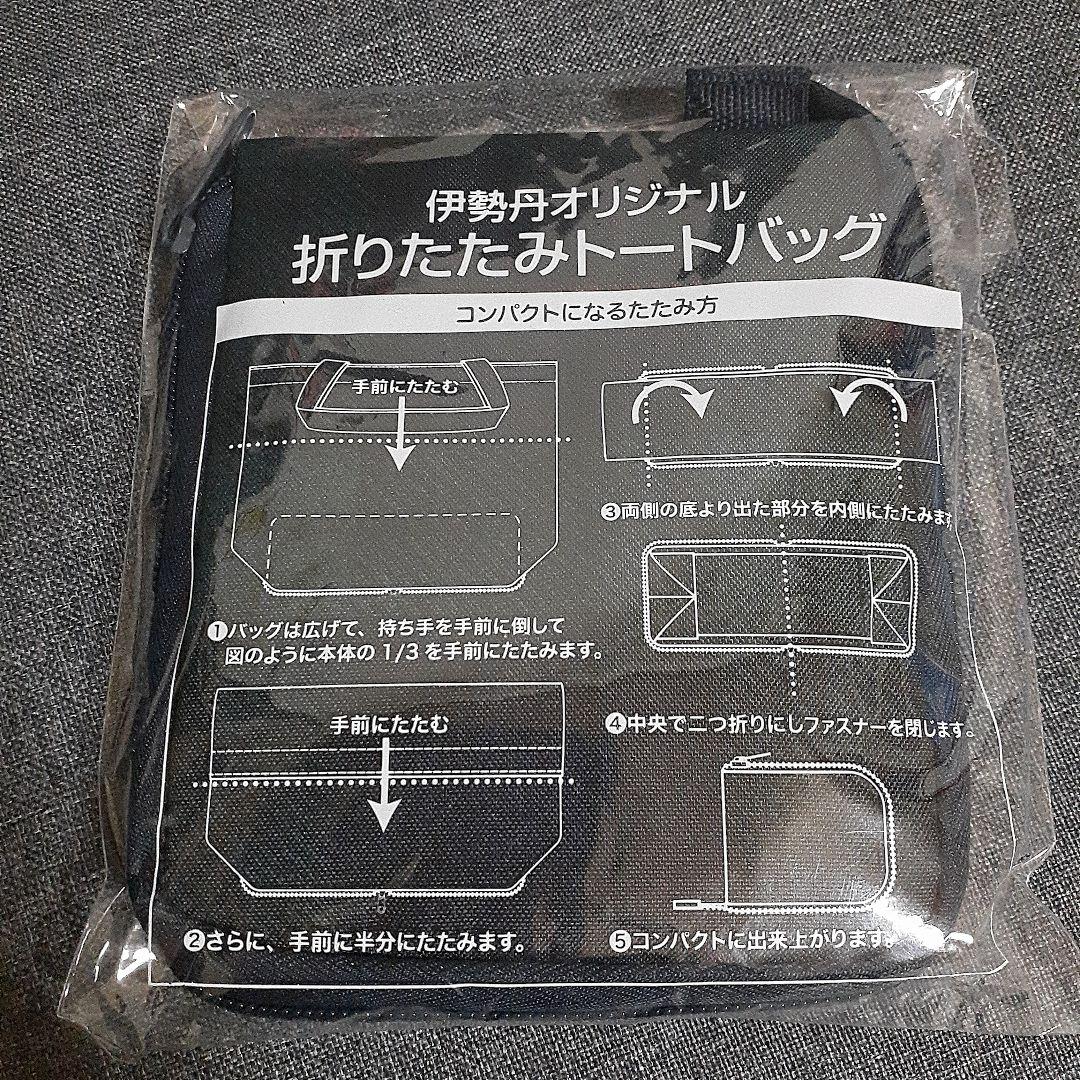 伊勢丹オリジナル
折りたたみトートバッグ
コンパクトになるたたみ方
手前にたたむ
❶バッグは広げて、持ち手を手前に倒して
図のように本体の1/3を手前にたたみます。
手前にたたむ
❷さらに、手前に半分にたたみます。
❸両側の底より出た部分を内側にたたみます
❹中央で二つ折りにしファスナーを閉じます。
❺コンパクトに出来上がります。